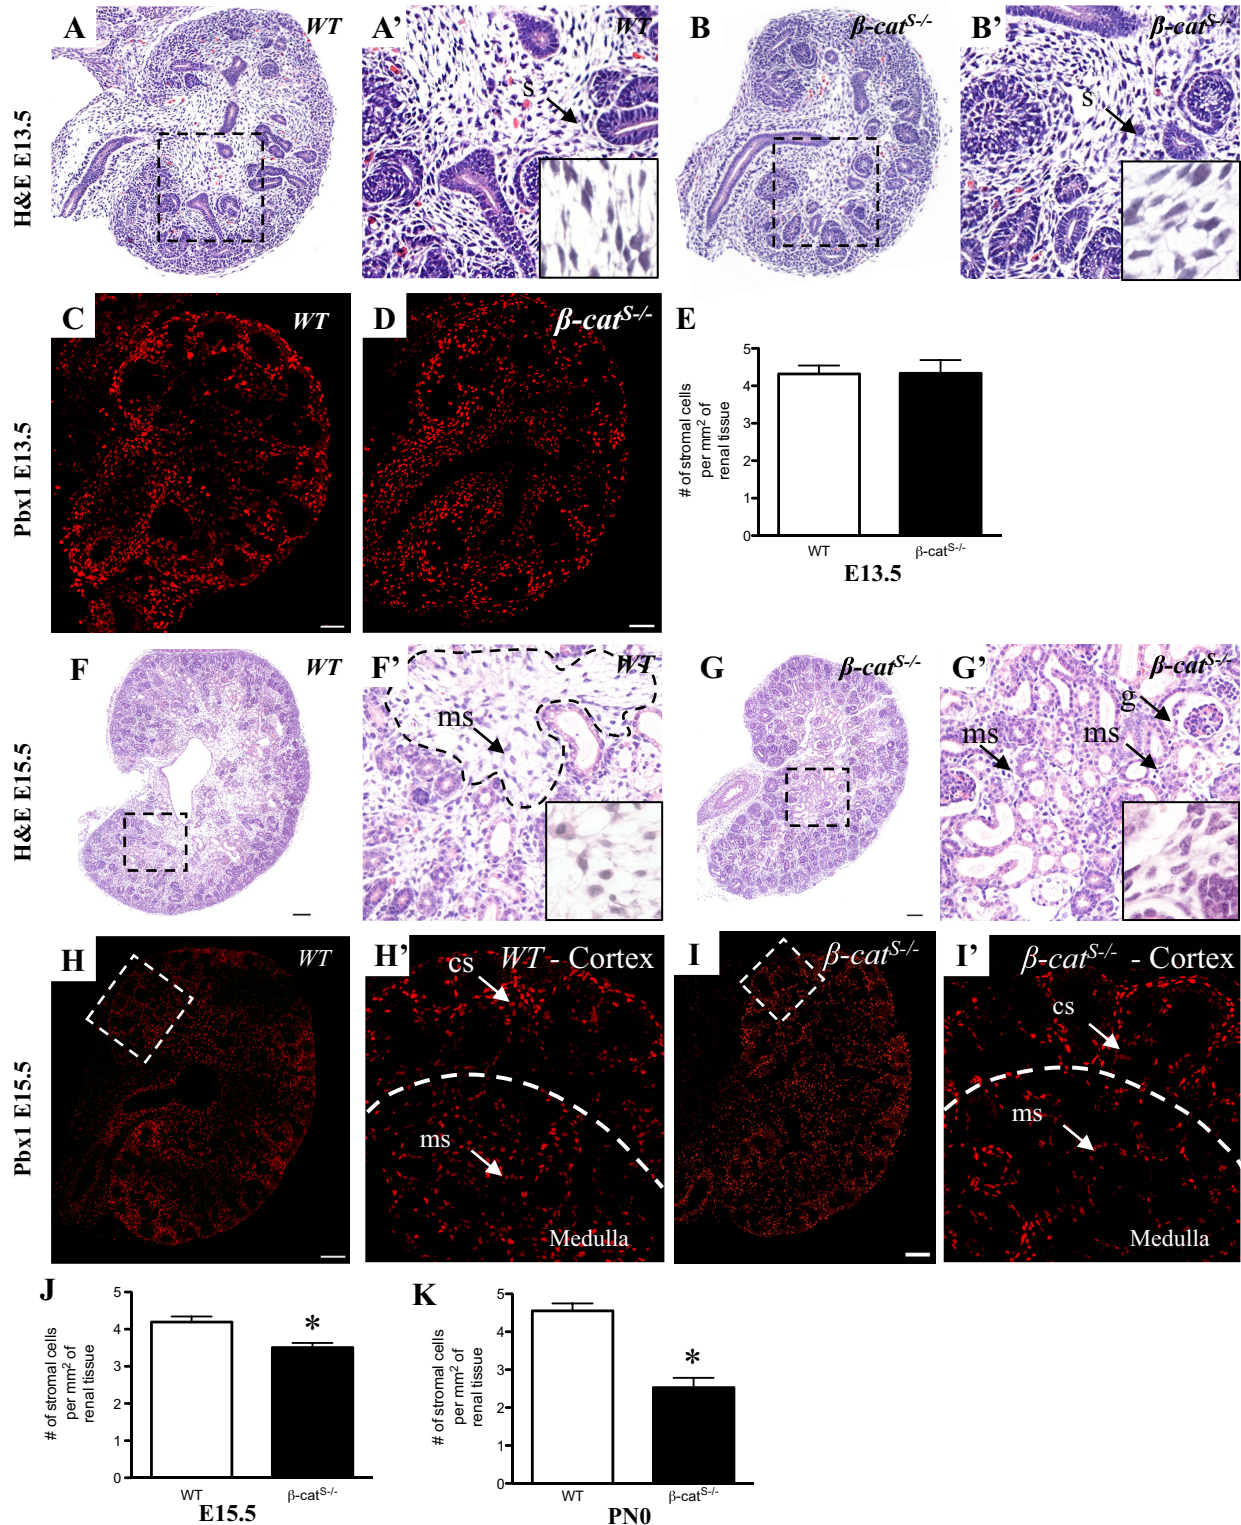 A
WT
A'
WT
B
β-cat^S-/-
B'
β-cat^S-/-
H&E E13.5
s
s
C
WT
D
β-cat^S-/-
E
Pbx1 E13.5
# of stromal cells
per mm² of
renal tissue
5
4
3
2
1
0
WT
β-cat^S-/-
E13.5
F
WT
F'
WT
G
β-cat^S-/-
G'
β-cat^S-/-
H&E E15.5
ms
g
ms
ms
H
WT
H'
WT - Cortex
I
β-cat^S-/-
I'
β-cat^S-/- - Cortex
Pbx1 E15.5
cs
ms
Medulla
cs
ms
Medulla
J
# of stromal cells
per mm² of
renal tissue
5
4
3
2
1
0
*
WT
β-cat^S-/-
E15.5
K
# of stromal cells
per mm² of
renal tissue
5
4
3
2
1
0
*
WT
β-cat^S-/-
PN0